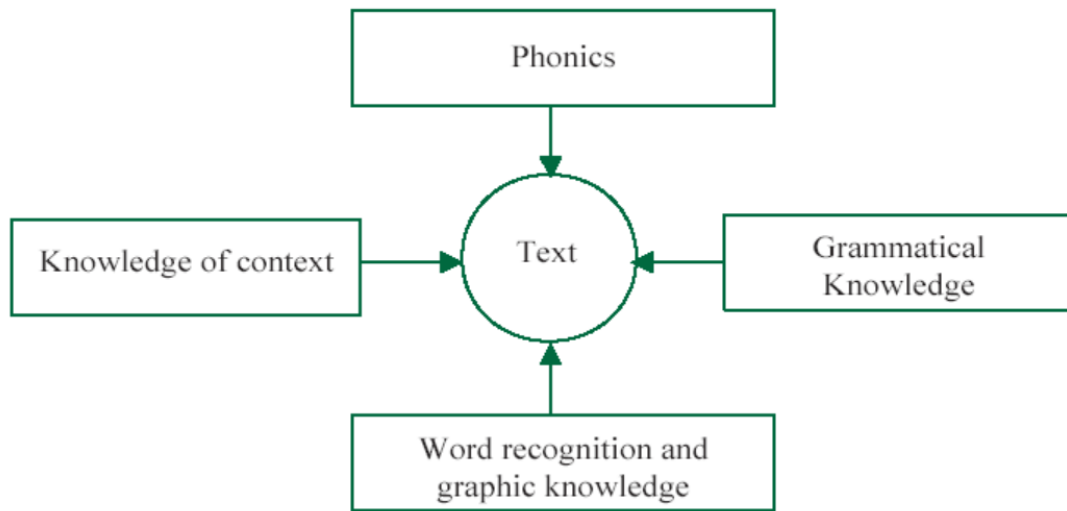 Phonics
Knowledge of context
Text
Grammatical
Knowledge
Word recognition and
graphic knowledge